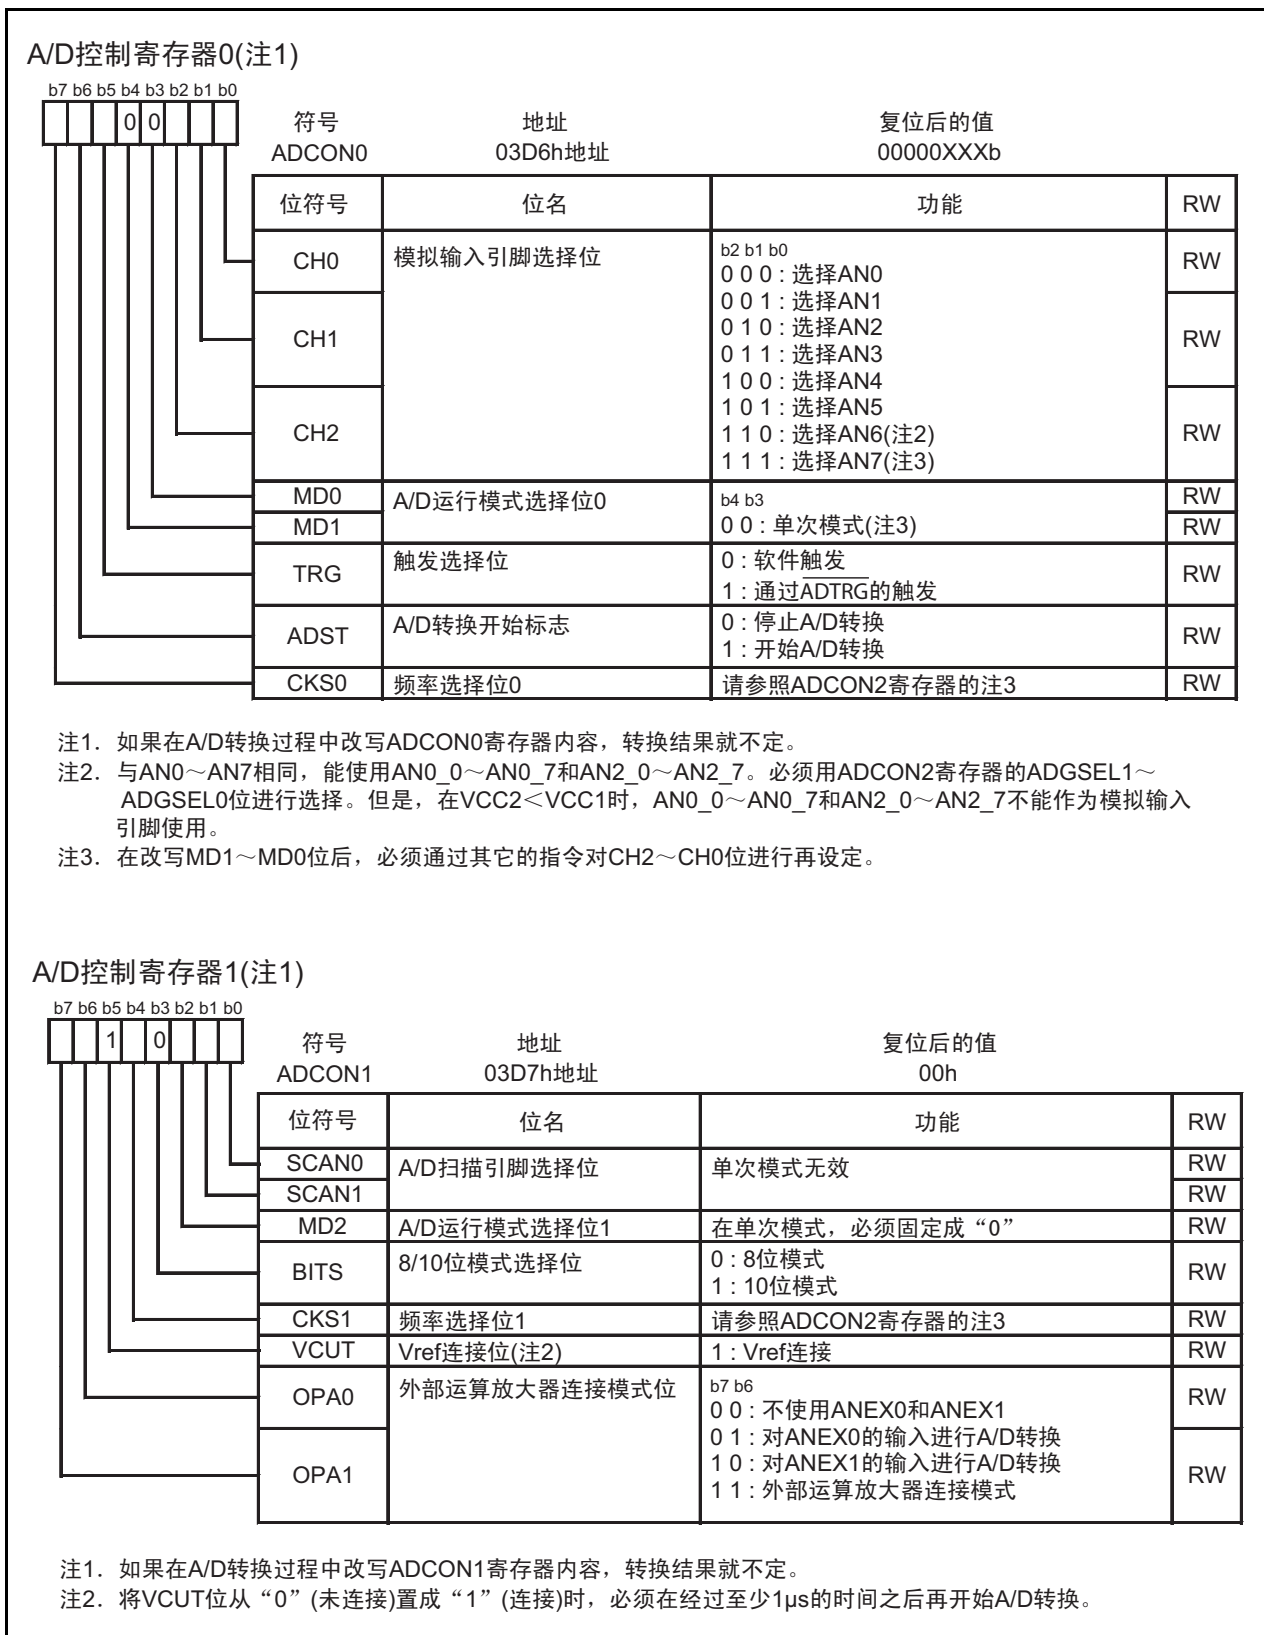 A/D控制寄存器0(注1)
b7 b6 b5 b4 b3 b2 b1 b0
0 0
符号 地址 复位后的值
ADCON0 03D6h地址 00000XXXb
位符号 位名 功能 RW
CH0 模拟输入引脚选择位 b2 b1 b0 RW
0 0 0 : 选择AN0
0 0 1 : 选择AN1
0 1 0 : 选择AN2
CH1 0 1 1 : 选择AN3 RW
1 0 0 : 选择AN4
1 0 1 : 选择AN5
CH2 1 1 0 : 选择AN6(注2) RW
1 1 1 : 选择AN7(注3)
MD0 A/D运行模式选择位0 b4 b3 RW
MD1 0 0 : 单次模式(注3) RW
TRG 触发选择位 0 : 软件触发 RW
1 : 通过ADTRG的触发
ADST A/D转换开始标志 0 : 停止A/D转换 RW
1 : 开始A/D转换
CKS0 频率选择位0 请参照ADCON2寄存器的注3 RW
注1. 如果在A/D转换过程中改写ADCON0寄存器内容，转换结果就不定。
注2. 与AN0～AN7相同，能使用AN0_0～AN0_7和AN2_0～AN2_7。必须用ADCON2寄存器的ADGSEL1～
ADGSEL0位进行选择。但是，在VCC2＜VCC1时，AN0_0～AN0_7和AN2_0～AN2_7不能作为模拟输入
引脚使用。
注3. 在改写MD1～MD0位后，必须通过其它的指令对CH2～CH0位进行再设定。
A/D控制寄存器1(注1)
b7 b6 b5 b4 b3 b2 b1 b0
1 0
符号 地址 复位后的值
ADCON1 03D7h地址 00h
位符号 位名 功能 RW
SCAN0 A/D扫描引脚选择位 单次模式无效 RW
SCAN1 RW
MD2 A/D运行模式选择位1 在单次模式，必须固定成“0” RW
BITS 8/10位模式选择位 0 : 8位模式 RW
1 : 10位模式
CKS1 频率选择位1 请参照ADCON2寄存器的注3 RW
VCUT Vref连接位(注2) 1 : Vref连接 RW
OPA0 外部运算放大器连接模式位 b7 b6 RW
0 0 : 不使用ANEX0和ANEX1
0 1 : 对ANEX0的输入进行A/D转换
OPA1 1 0 : 对ANEX1的输入进行A/D转换 RW
1 1 : 外部运算放大器连接模式
注1. 如果在A/D转换过程中改写ADCON1寄存器内容，转换结果就不定。
注2. 将VCUT位从“0”(未连接)置成“1”(连接)时，必须在经过至少1μs的时间之后再开始A/D转换。